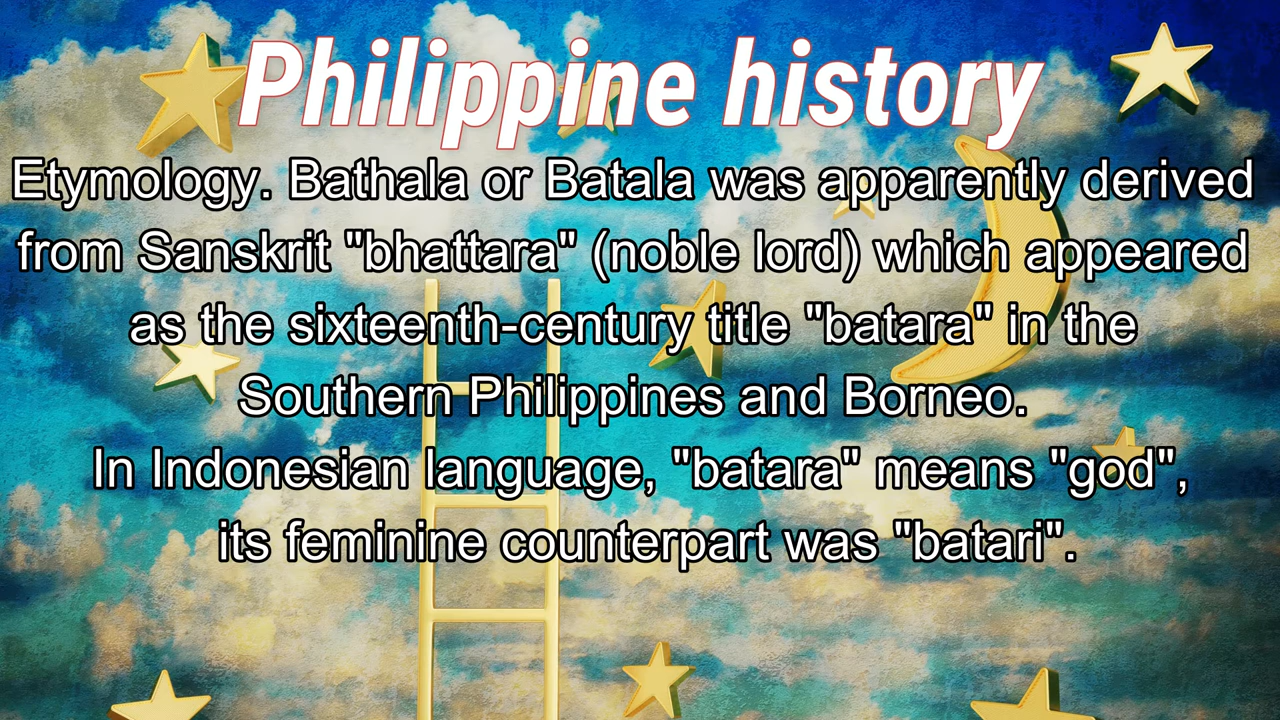 Philippine history
Etymology. Bathala or Batala was apparently derived
from Sanskrit "bhattara" (noble lord) which appeared
as the sixteenth-century title "batara" in the
Southern Philippines and Borneo.
In Indonesian language, "batara" means "god",
its feminine counterpart was "batari".